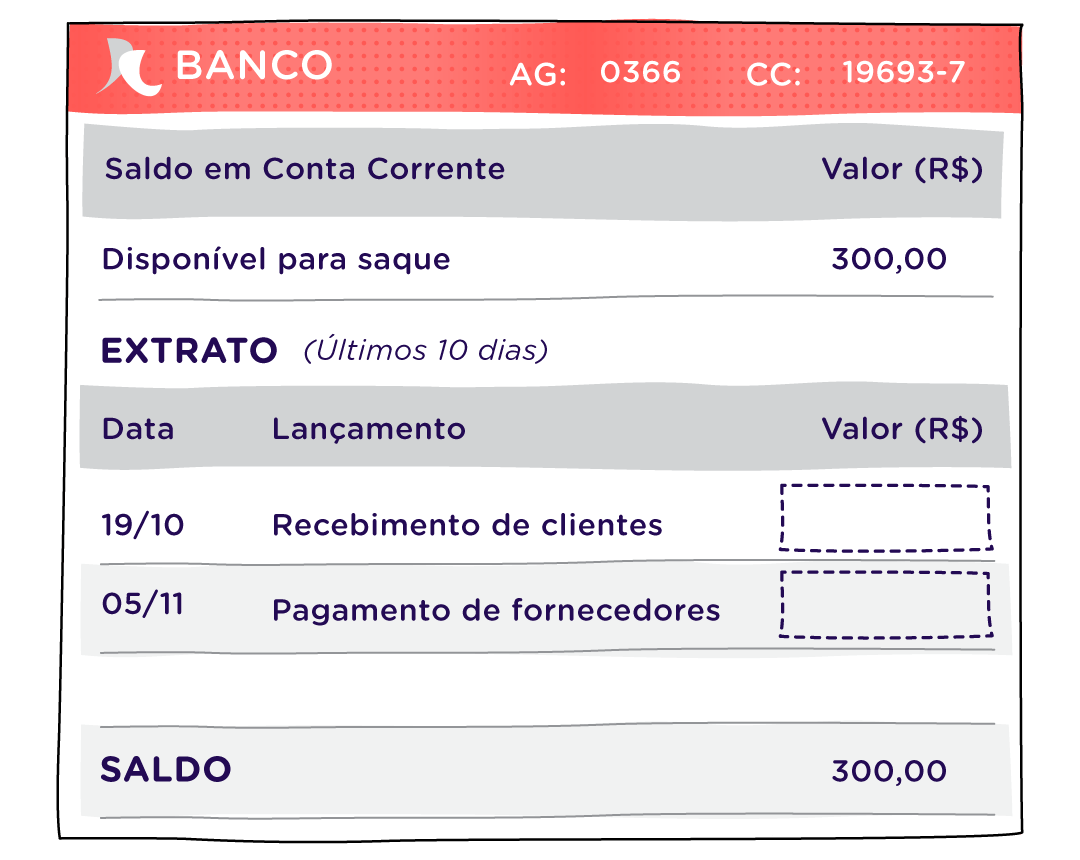 BANCO AG: 0366 CC: 19693-7
Saldo em Conta Corrente Valor (R$)
Disponível para saque 300,00
EXTRATO (Últimos 10 dias)
Data Lançamento Valor (R$)
19/10 Recebimento de clientes
05/11 Pagamento de fornecedores
SALDO 300,00